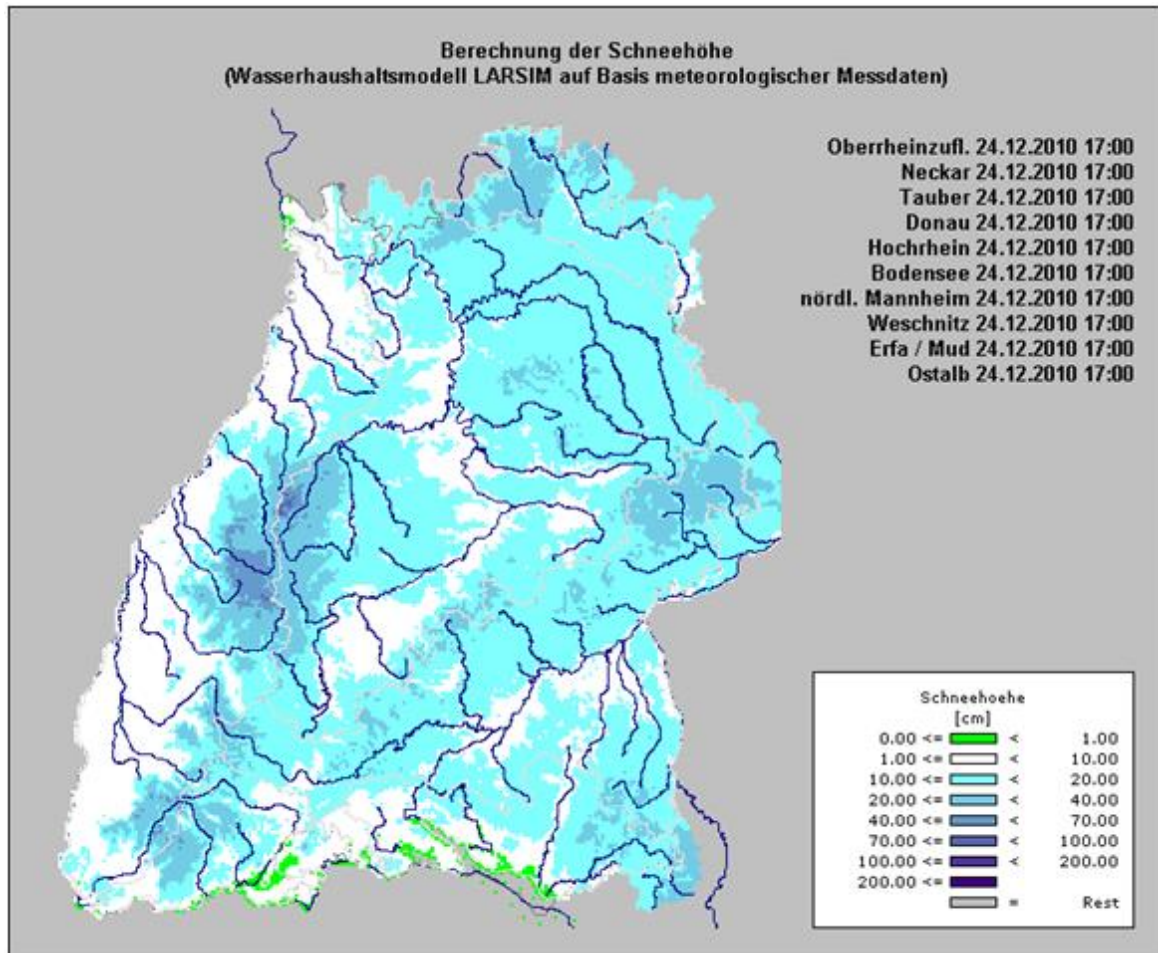 Berechnung der Schneehöhe
(Wasserhaushaltsmodell LARSIM auf Basis meteorologischer Messdaten)
Oberrheinzufl. 24.12.2010 17:00
Neckar 24.12.2010 17:00
Tauber 24.12.2010 17:00
Donau 24.12.2010 17:00
Hochrhein 24.12.2010 17:00
Bodensee 24.12.2010 17:00
nördl. Mannheim 24.12.2010 17:00
Weschnitz 24.12.2010 17:00
Erfa / Mud 24.12.2010 17:00
Ostalb 24.12.2010 17:00
Schneehoehe
[cm]
0.00 <= < 1.00
1.00 <= < 10.00
10.00 <= < 20.00
20.00 <= < 40.00
40.00 <= < 70.00
70.00 <= < 100.00
100.00 <= < 200.00
200.00 <=
= Rest